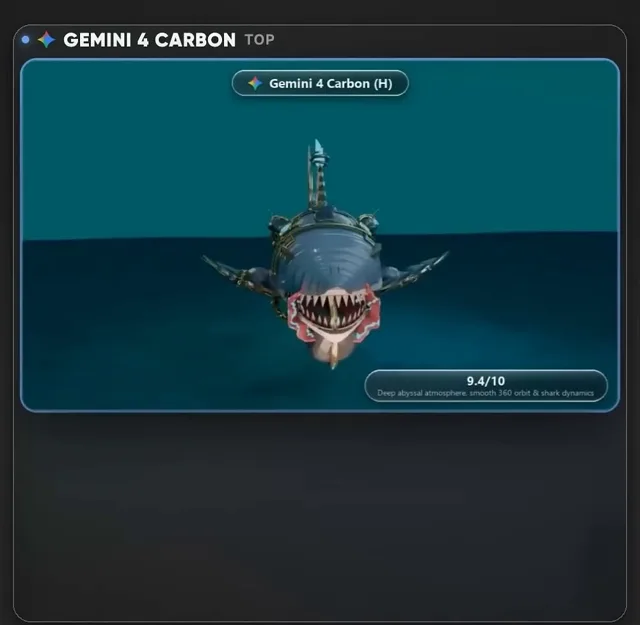 GEMINI 4 CARBON TOP
Gemini 4 Carbon (H)
9.4/10
Deep abyssal atmosphere, smooth 360 orbit & shark dynamics